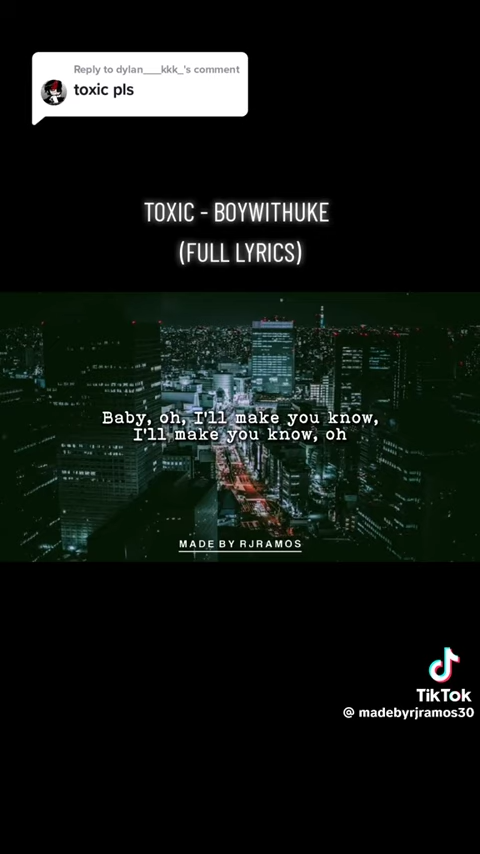 Reply to dylan___kkk_'s comment
toxic pls
TOXIC - BOYWITHUKE
(FULL LYRICS)
Baby, oh, I'll make you know,
I'll make you know, oh
MADE BY RJRAMOS
TikTok
@ madebyrjramos30